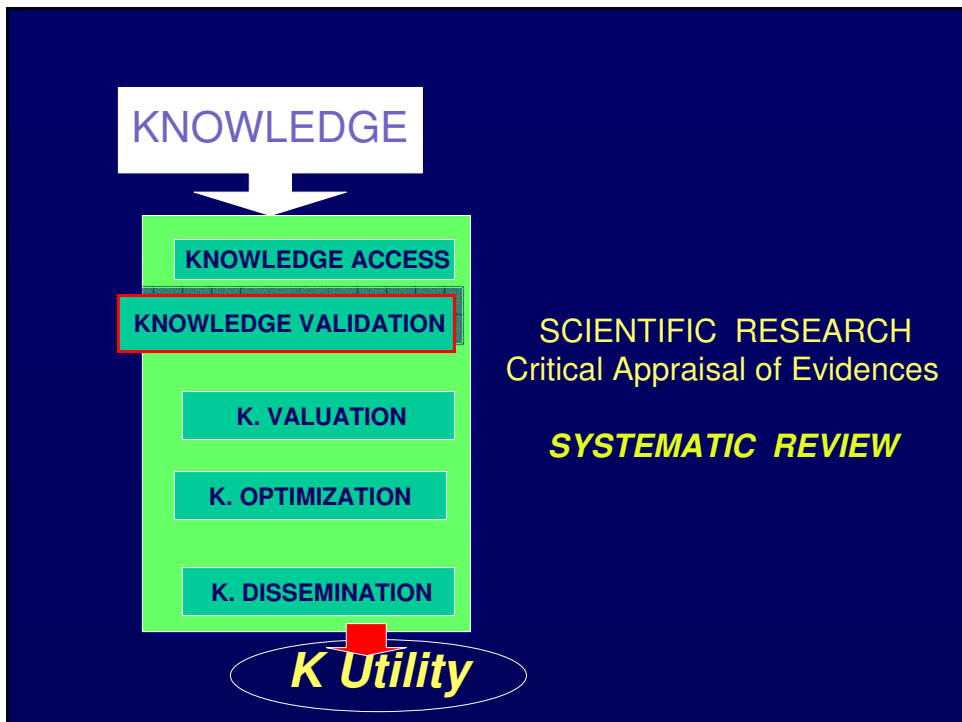 KNOWLEDGE
KNOWLEDGE ACCESS
KNOWLEDGE VALIDATION
K. VALUATION
K. OPTIMIZATION
K. DISSEMINATION
K Utility
SCIENTIFIC RESEARCH
Critical Appraisal of Evidences
SYSTEMATIC REVIEW